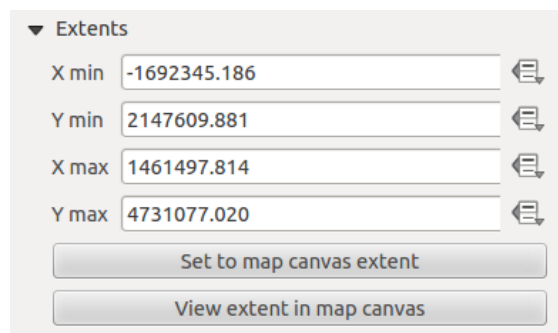 Extents
X min -1692345.186
Y min 2147609.881
X max 1461497.814
Y max 4731077.020
Set to map canvas extent
View extent in map canvas